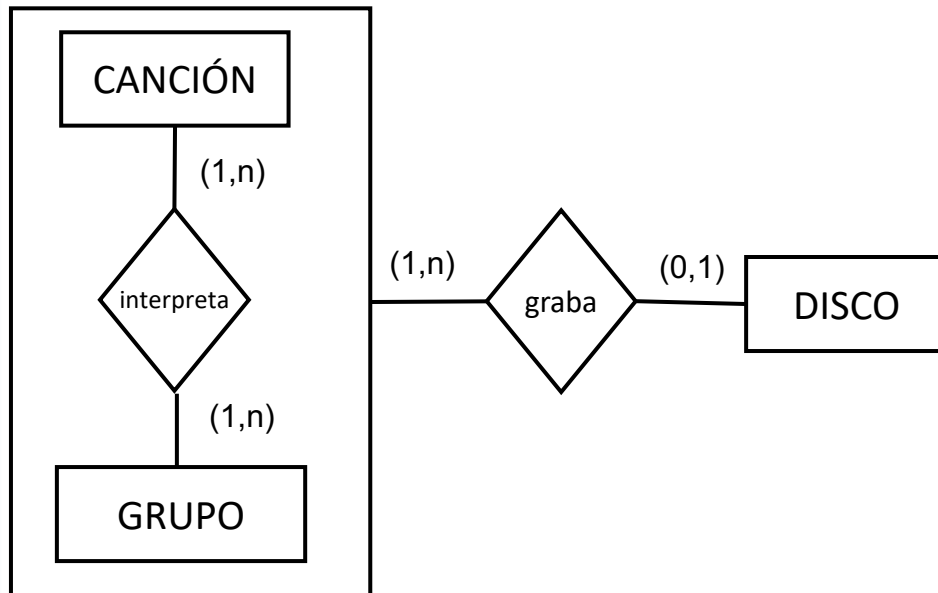 CANCIÓN
(1,n)
interpreta
(1,n)
GRUPO
(1,n)
graba
(0,1)
DISCO